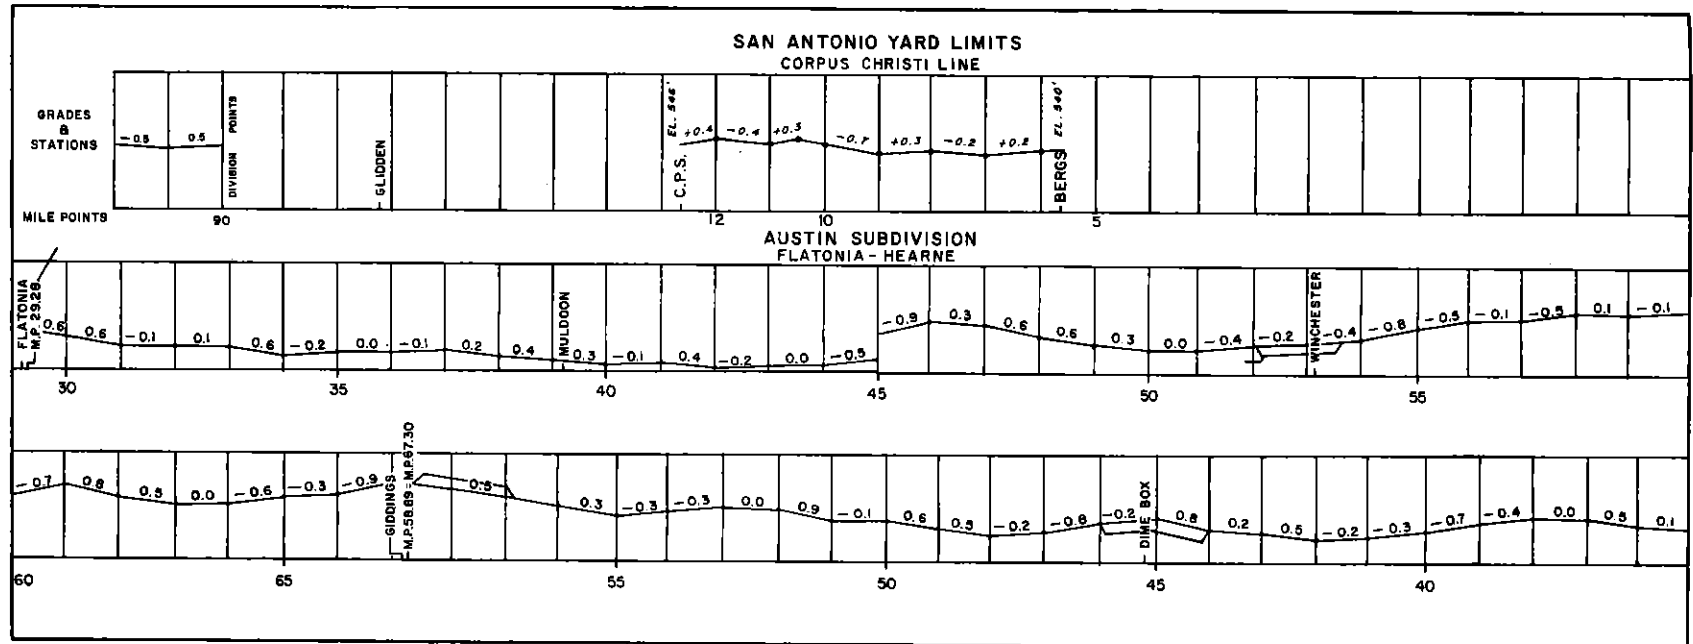 SAN ANTONIO YARD LIMITS
CORPUS CHRISTI LINE
GRADES
&
STATIONS
-0.5 0.5
DIVISION POINTS
GLIDDEN
C.P.S. EL. 546'
+0.4 -0.4 +0.3 -0.7 +0.3 -0.2 +0.2
BERGS EL. 540'
MILE POINTS
90 12 10 5
AUSTIN SUBDIVISION
FLATONIA-HEARNE
FLATONIA
M.P. 29.28
0.6 0.6 -0.1 0.1 0.6 -0.2 0.0 -0.1 0.2 0.4
MULDOON
0.3 -0.1 0.4 -0.2 0.0 -0.5 -0.9 0.3 0.6 0.6 0.3 0.0 -0.4 -0.2
WINCHESTER
-0.4 -0.8 -0.5 -0.1 -0.5 0.1 -0.1
30 35 40 45 50 55
-0.7 0.8 0.5 0.0 -0.6 -0.3 -0.9
GIDDINGS
M.P.58.89 = M.P.67.30
0.5 0.3 -0.3 -0.3 0.0 0.9 -0.1 0.6 0.5 -0.2 -0.8 -0.2
DIME BOX
0.8 0.2 0.5 -0.2 -0.3 -0.7 -0.4 0.0 0.5 0.1
60 65 55 50 45 40